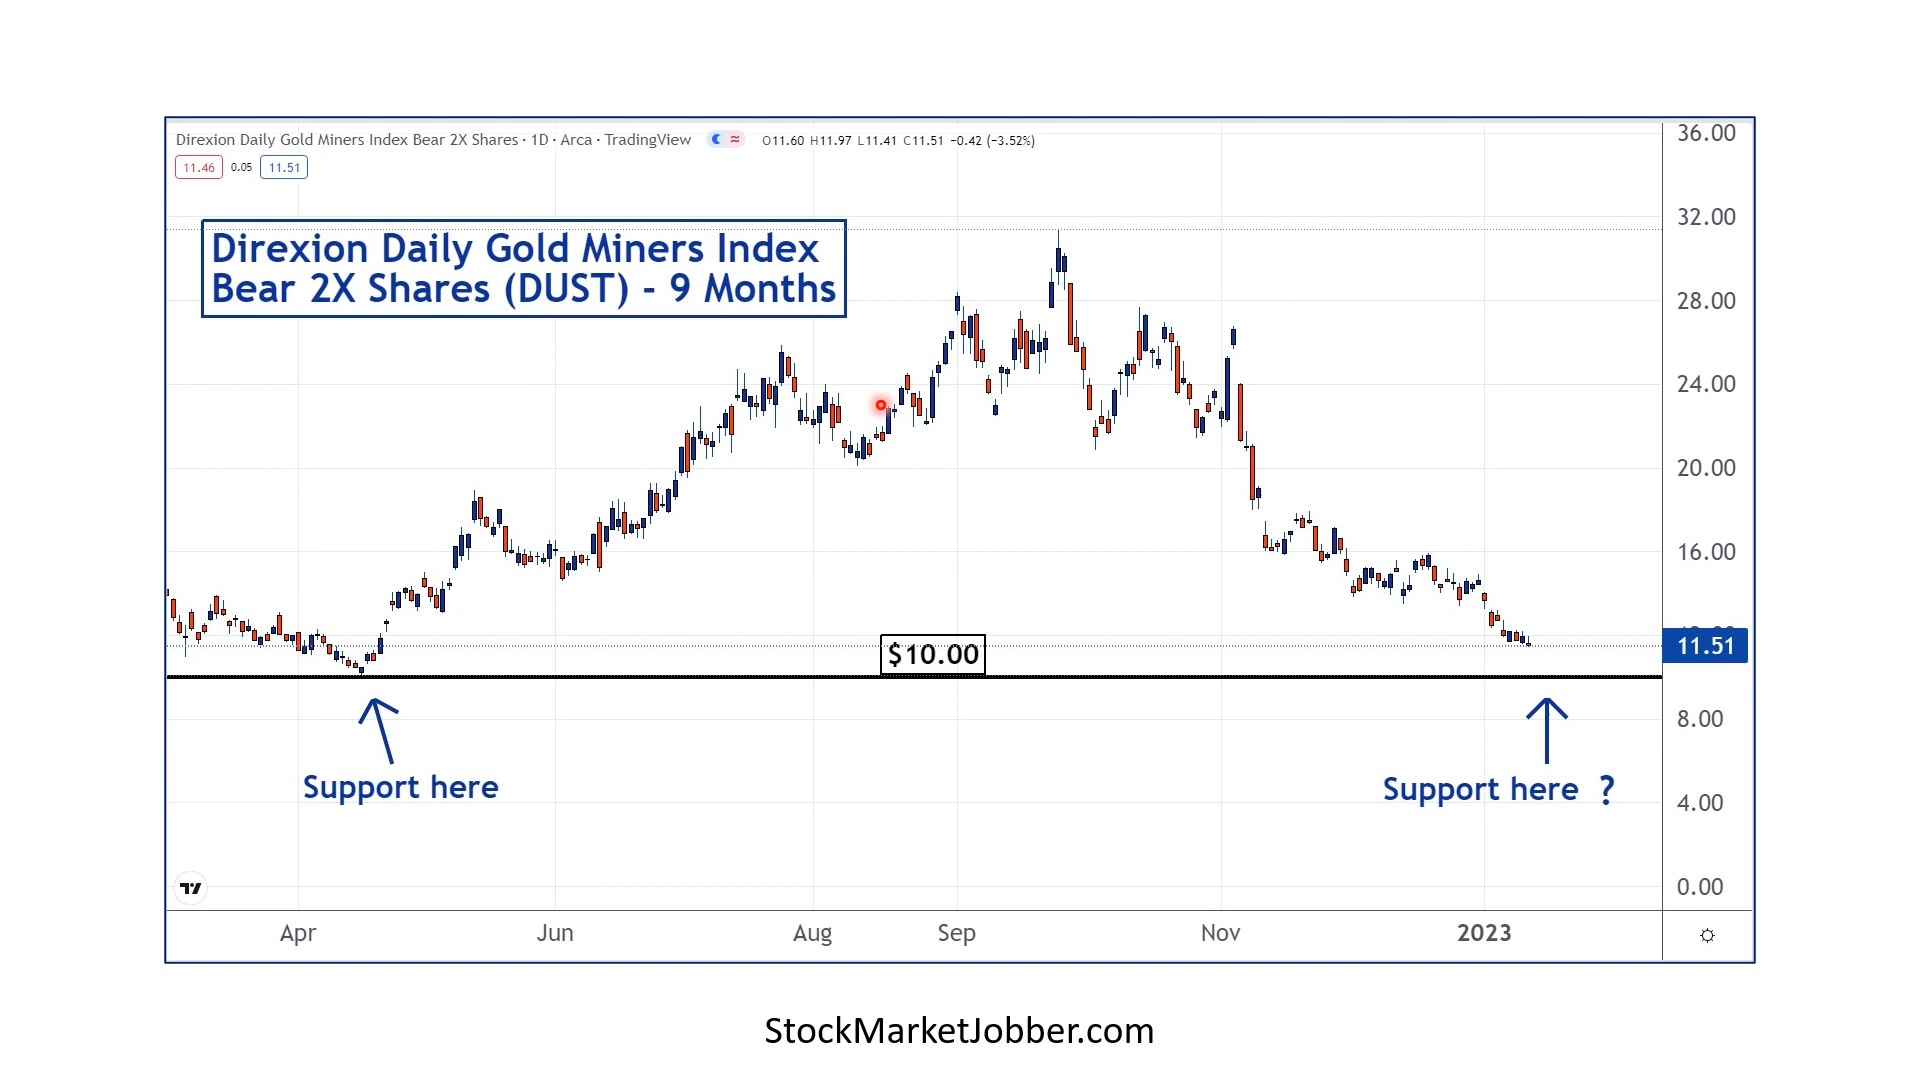 Direxion Daily Gold Miners Index Bear 2X Shares · 1D · Arca · TradingView O11.60 H11.97 L11.41 C11.51 −0.42 (−3.52%)
11.46 0.05 11.51
Direxion Daily Gold Miners Index
Bear 2X Shares (DUST) - 9 Months
36.00
32.00
28.00
24.00
20.00
16.00
11.51
$10.00
8.00
4.00
0.00
Support here
Support here ?
Apr Jun Aug Sep Nov 2023
StockMarketJobber.com